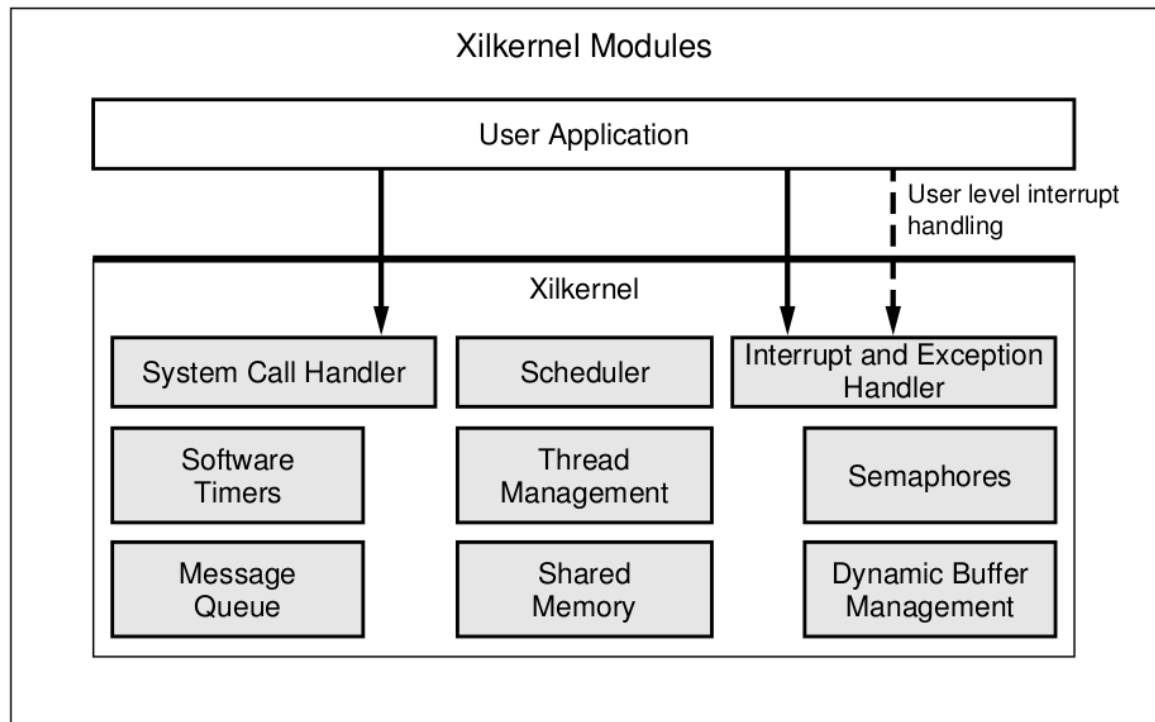 Xilkernel Modules
User Application
User level interrupt
handling
Xilkernel
System Call Handler
Scheduler
Interrupt and Exception
Handler
Software
Timers
Thread
Management
Semaphores
Message
Queue
Shared
Memory
Dynamic Buffer
Management